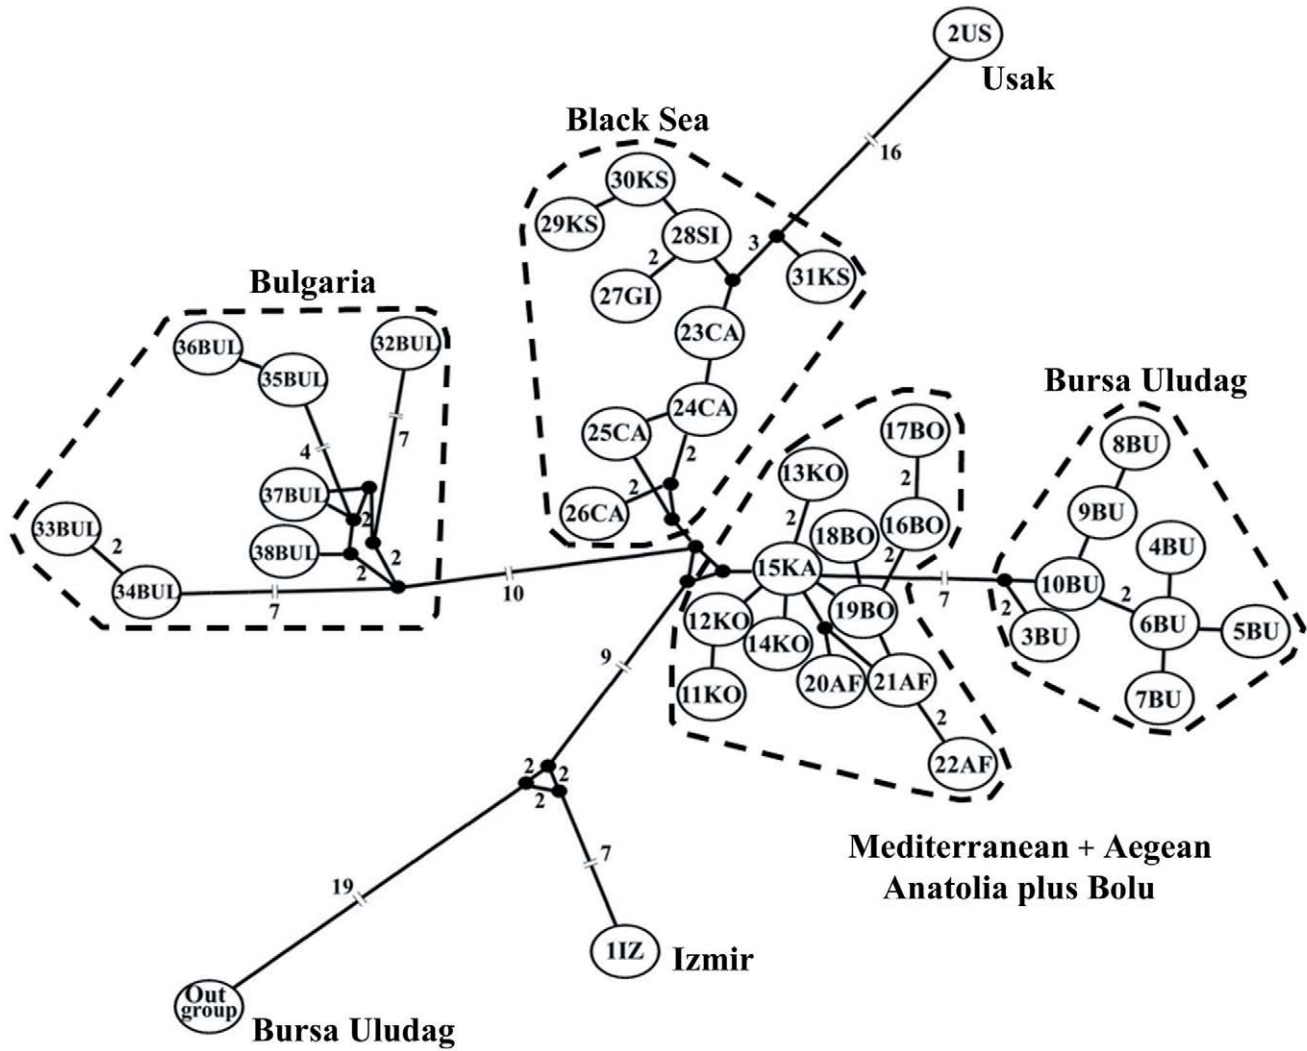 2US
Usak
Black Sea
16
30KS
29KS
28SI
3
2
31KS
27GI
Bulgaria
23CA
36BUL
32BUL
35BUL
Bursa Uludag
24CA
25CA
17BO
8BU
7
4
2
13KO
2
37BUL
2
26CA
9BU
2
2
18BO
16BO
33BUL
4BU
2
38BUL
2
2
2
15KA
34BUL
10BU
7
10
7
2
2
12KO
19BO
3BU
6BU
5BU
14KO
9
11KO
20AF
21AF
7BU
2
22AF
2
2
2
Mediterranean + Aegean
7
Anatolia plus Bolu
19
1IZ
Izmir
Out
group
Bursa Uludag